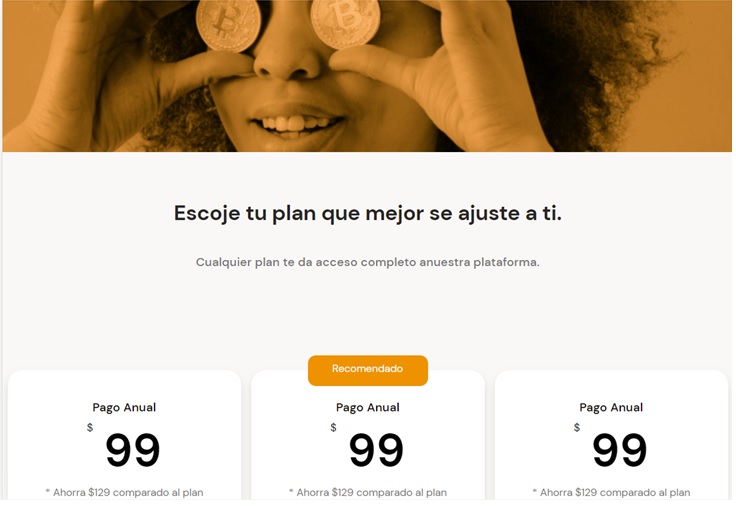 Escoje tu plan que mejor se ajuste a ti.
Cualquier plan te da acceso completo anuestra plataforma.
Recomendado
Pago Anual
$ 99
* Ahorra $129 comparado al plan
Pago Anual
$ 99
* Ahorra $129 comparado al plan
Pago Anual
$ 99
* Ahorra $129 comparado al plan